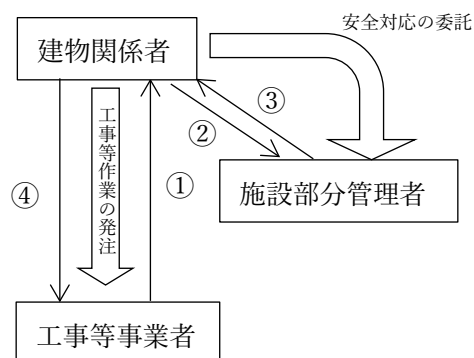 安全対応の委託
建物関係者
③
②
工事等作業の発注
①
④
施設部分管理者
工事等事業者